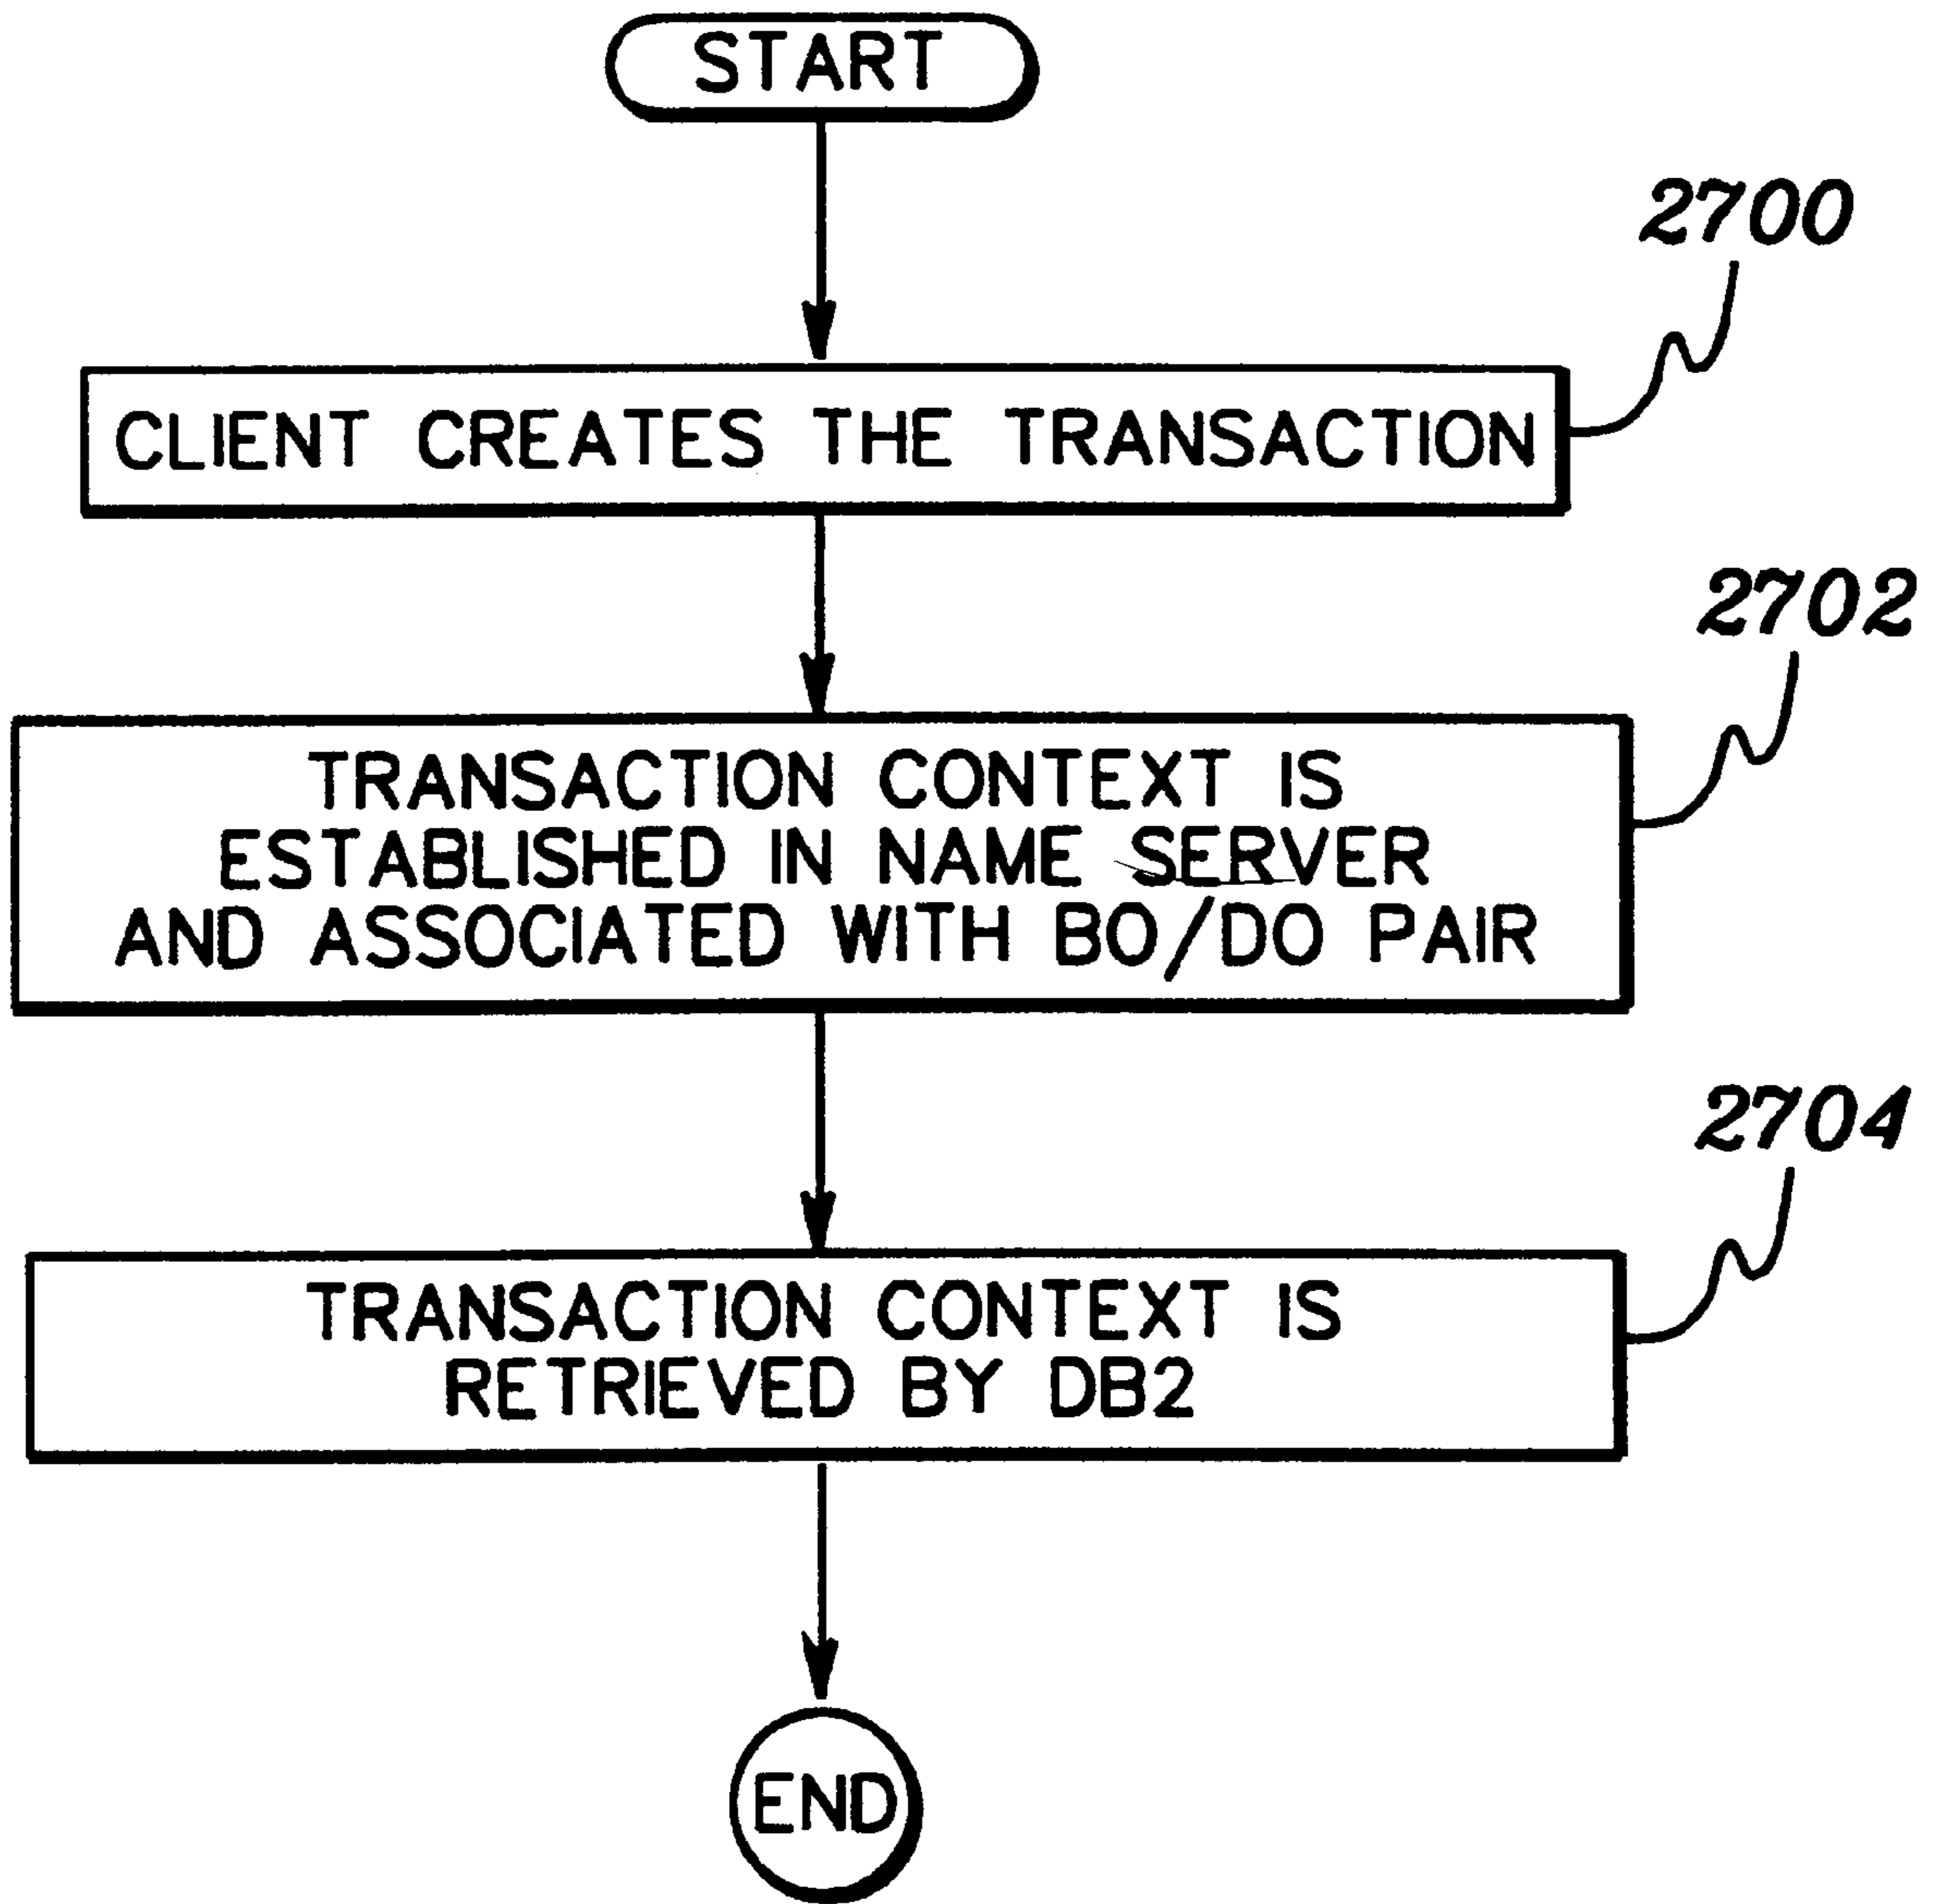 START
2700
CLIENT CREATES THE TRANSACTION
2702
TRANSACTION CONTEXT IS
ESTABLISHED IN NAME SERVER
AND ASSOCIATED WITH BO/DO PAIR
2704
TRANSACTION CONTEXT IS
RETRIEVED BY DB2
END